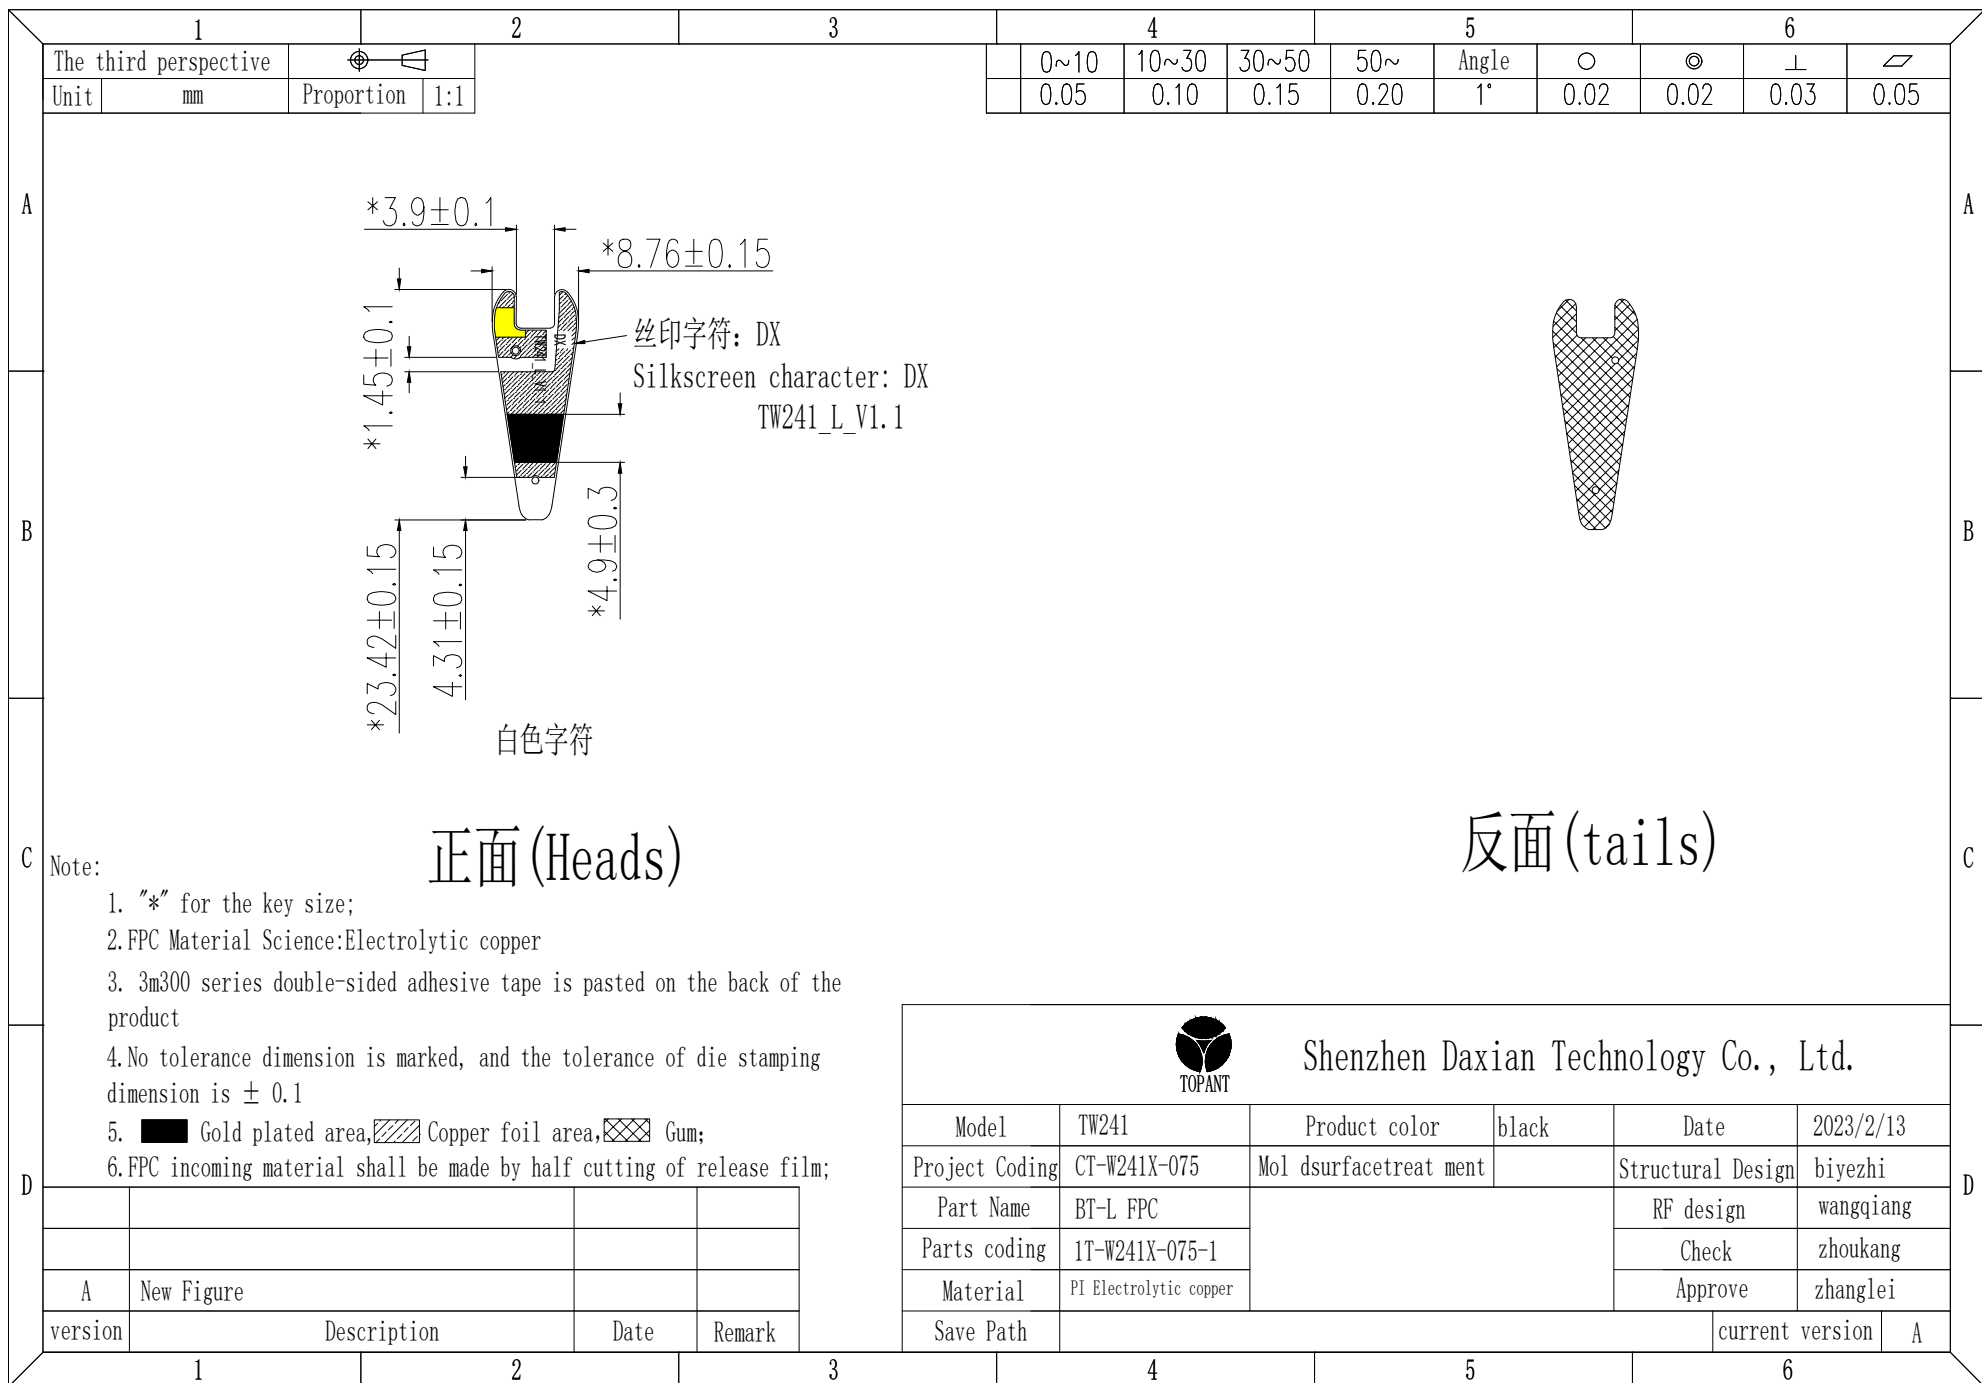 1 2 3 4 5 6
The third perspective
Unit mm Proportion 1:1
0~10 10~30 30~50 50~ Angle
0.05 0.10 0.15 0.20 1° 0.02 0.02 0.03 0.05
A A
*3.9±0.1
*8.76±0.15
*1.45±0.1
DX
TW241_L_V1.1
丝印字符: DX
Silkscreen character: DX
TW241_L_V1.1
B B
*4.9±0.3
*23.42±0.15
4.31±0.15
白色字符
正面(Heads)
反面(tails)
C C
Note:
1. "*" for the key size;
2.FPC Material Science:Electrolytic copper
3. 3m300 series double-sided adhesive tape is pasted on the back of the
product
4.No tolerance dimension is marked, and the tolerance of die stamping
dimension is ± 0.1
5. Gold plated area, Copper foil area, Gum;
6.FPC incoming material shall be made by half cutting of release film;
D D
A New Figure
version Description Date Remark
TOPANT
Shenzhen Daxian Technology Co., Ltd.
Model TW241 Product color black Date 2023/2/13
Project Coding CT-W241X-075 Mol dsurfacetreat ment Structural Design biyezhi
Part Name BT-L FPC RF design wangqiang
Parts coding 1T-W241X-075-1 Check zhoukang
Material PI Electrolytic copper Approve zhanglei
Save Path current version A
1 2 3 4 5 6